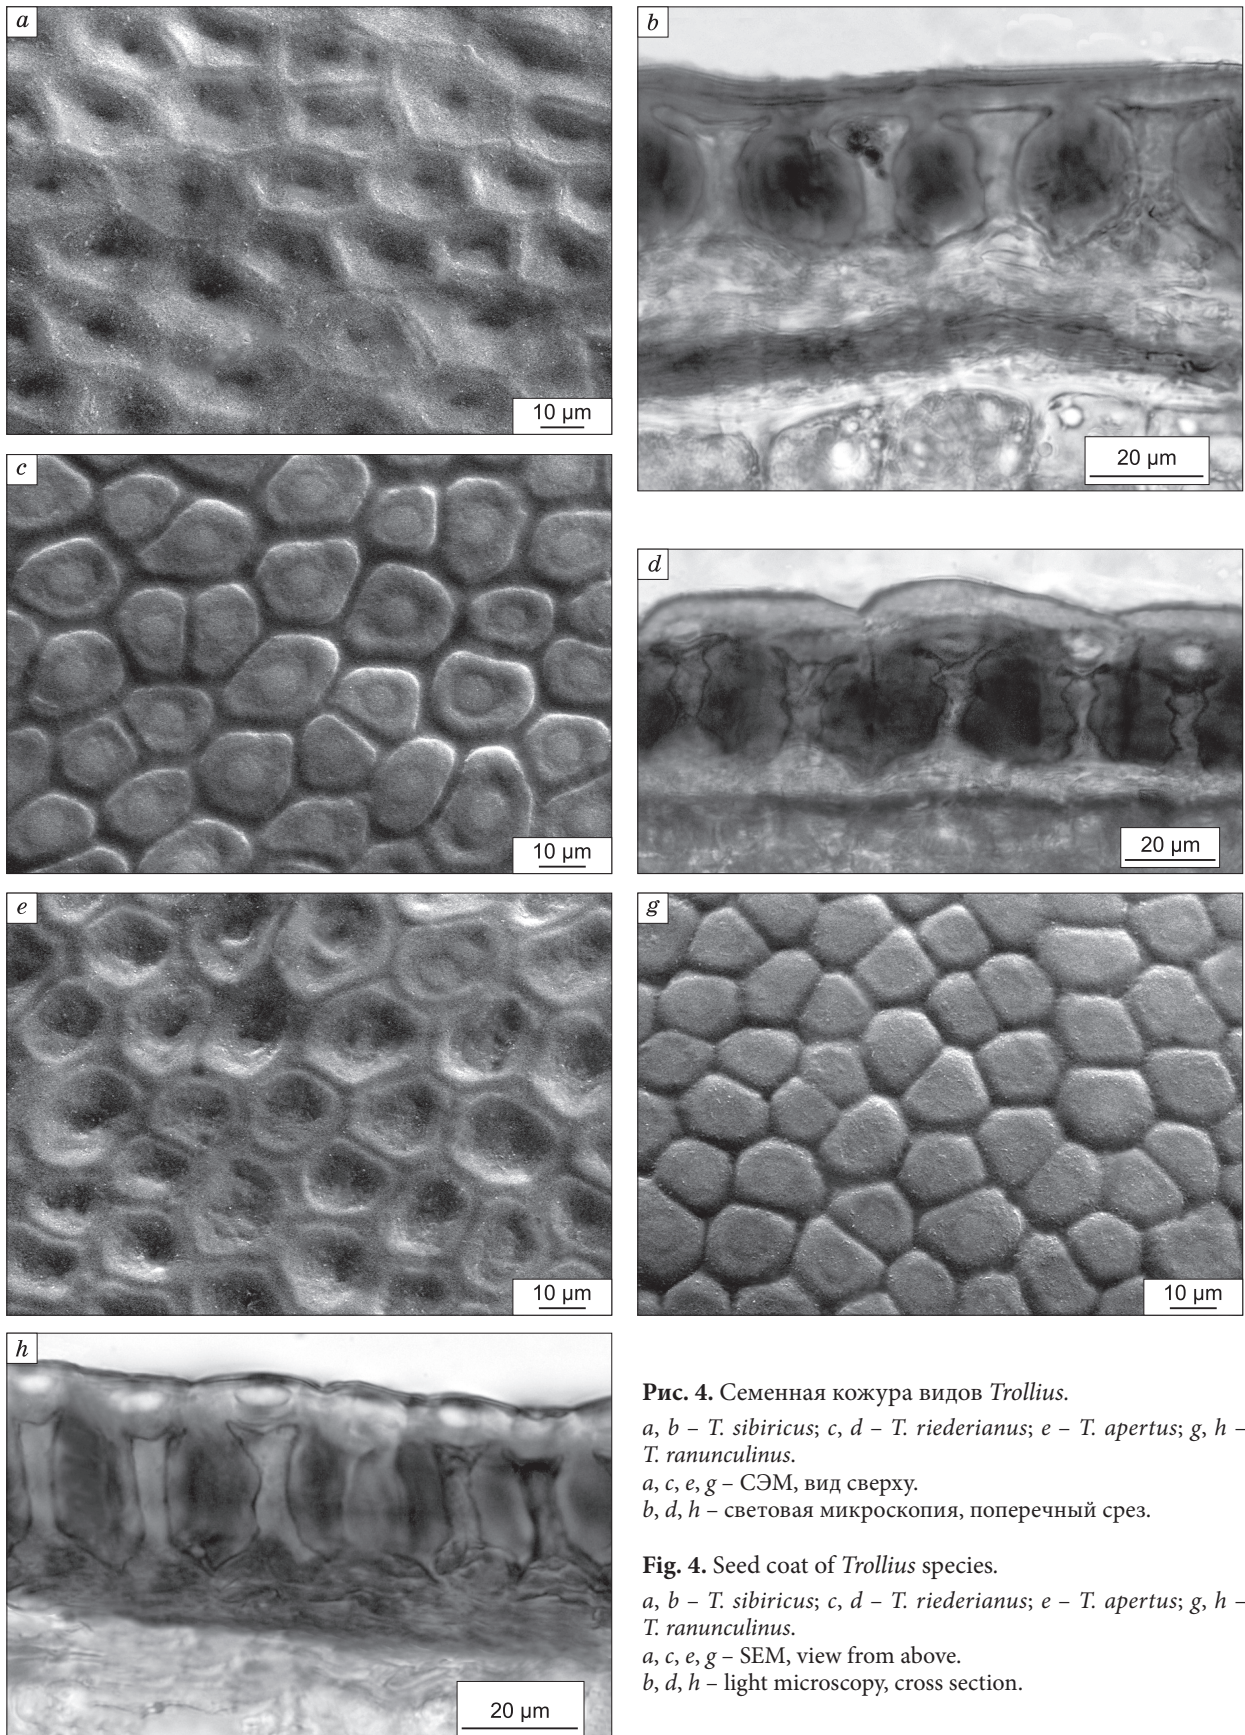 a
b
10 µm
20 µm
c
d
10 µm
20 µm
e
g
10 µm
10 µm
h
20 µm
Рис. 4. Семенная кожура видов Trollius.
a, b – T. sibiricus; c, d – T. riederianus; e – T. apertus; g, h –
T. ranunculinus.
a, c, e, g – СЭМ, вид сверху.
b, d, h – световая микроскопия, поперечный срез.
Fig. 4. Seed coat of Trollius species.
a, b – T. sibiricus; c, d – T. riederianus; e – T. apertus; g, h –
T. ranunculinus.
a, c, e, g – SEM, view from above.
b, d, h – light microscopy, cross section.